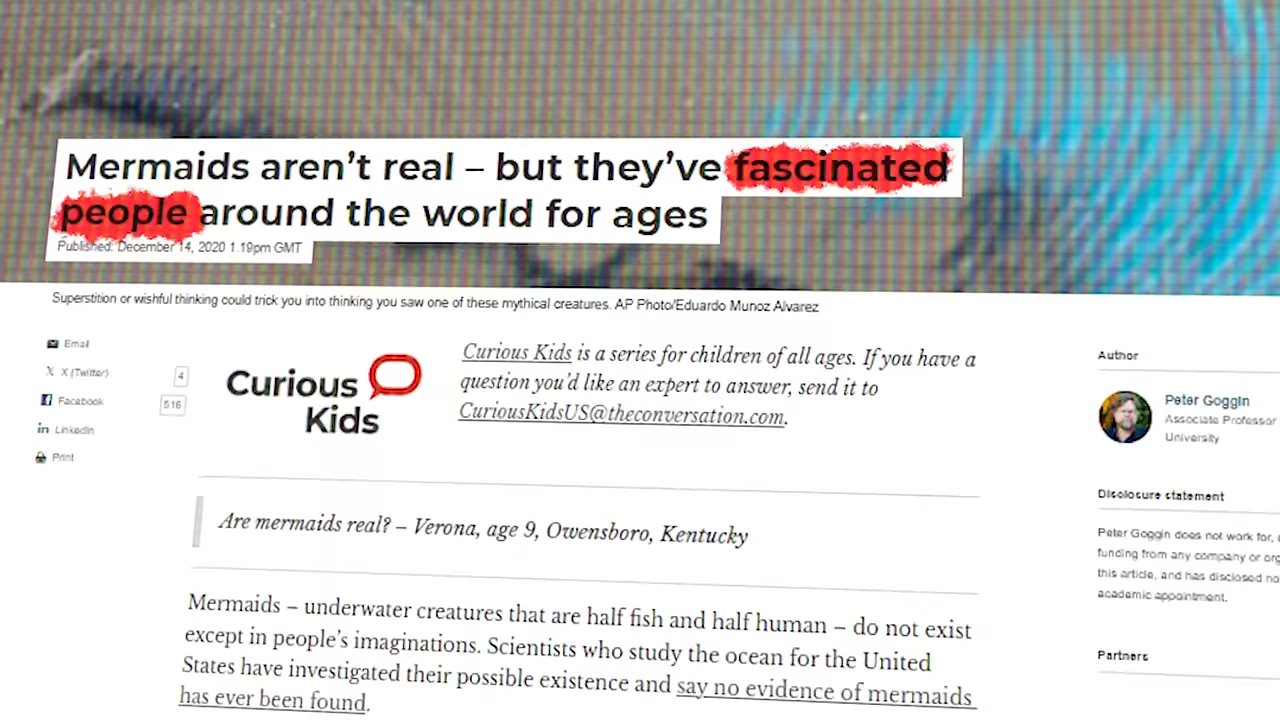 Mermaids aren't real – but they've fascinated
people around the world for ages
Published: December 14, 2020 1.19pm GMT
Superstition or wishful thinking could trick you into thinking you saw one of these mythical creatures. AP Photo/Eduardo Munoz Alvarez
Email
X (Twitter)
4
Facebook
516
LinkedIn
Print
Curious
Kids
Curious Kids is a series for children of all ages. If you have a
question you'd like an expert to answer, send it to
CuriousKidsUS@theconversation.com.
Are mermaids real? – Verona, age 9, Owensboro, Kentucky
Mermaids – underwater creatures that are half fish and half human – do not exist
except in people's imaginations. Scientists who study the ocean for the United
States have investigated their possible existence and say no evidence of mermaids
has ever been found.
Author
Peter Goggin
Associate Professor
University
Disclosure statement
Peter Goggin does not work for,
funding from any company or
this article, and has disclosed
academic appointment.
Partners